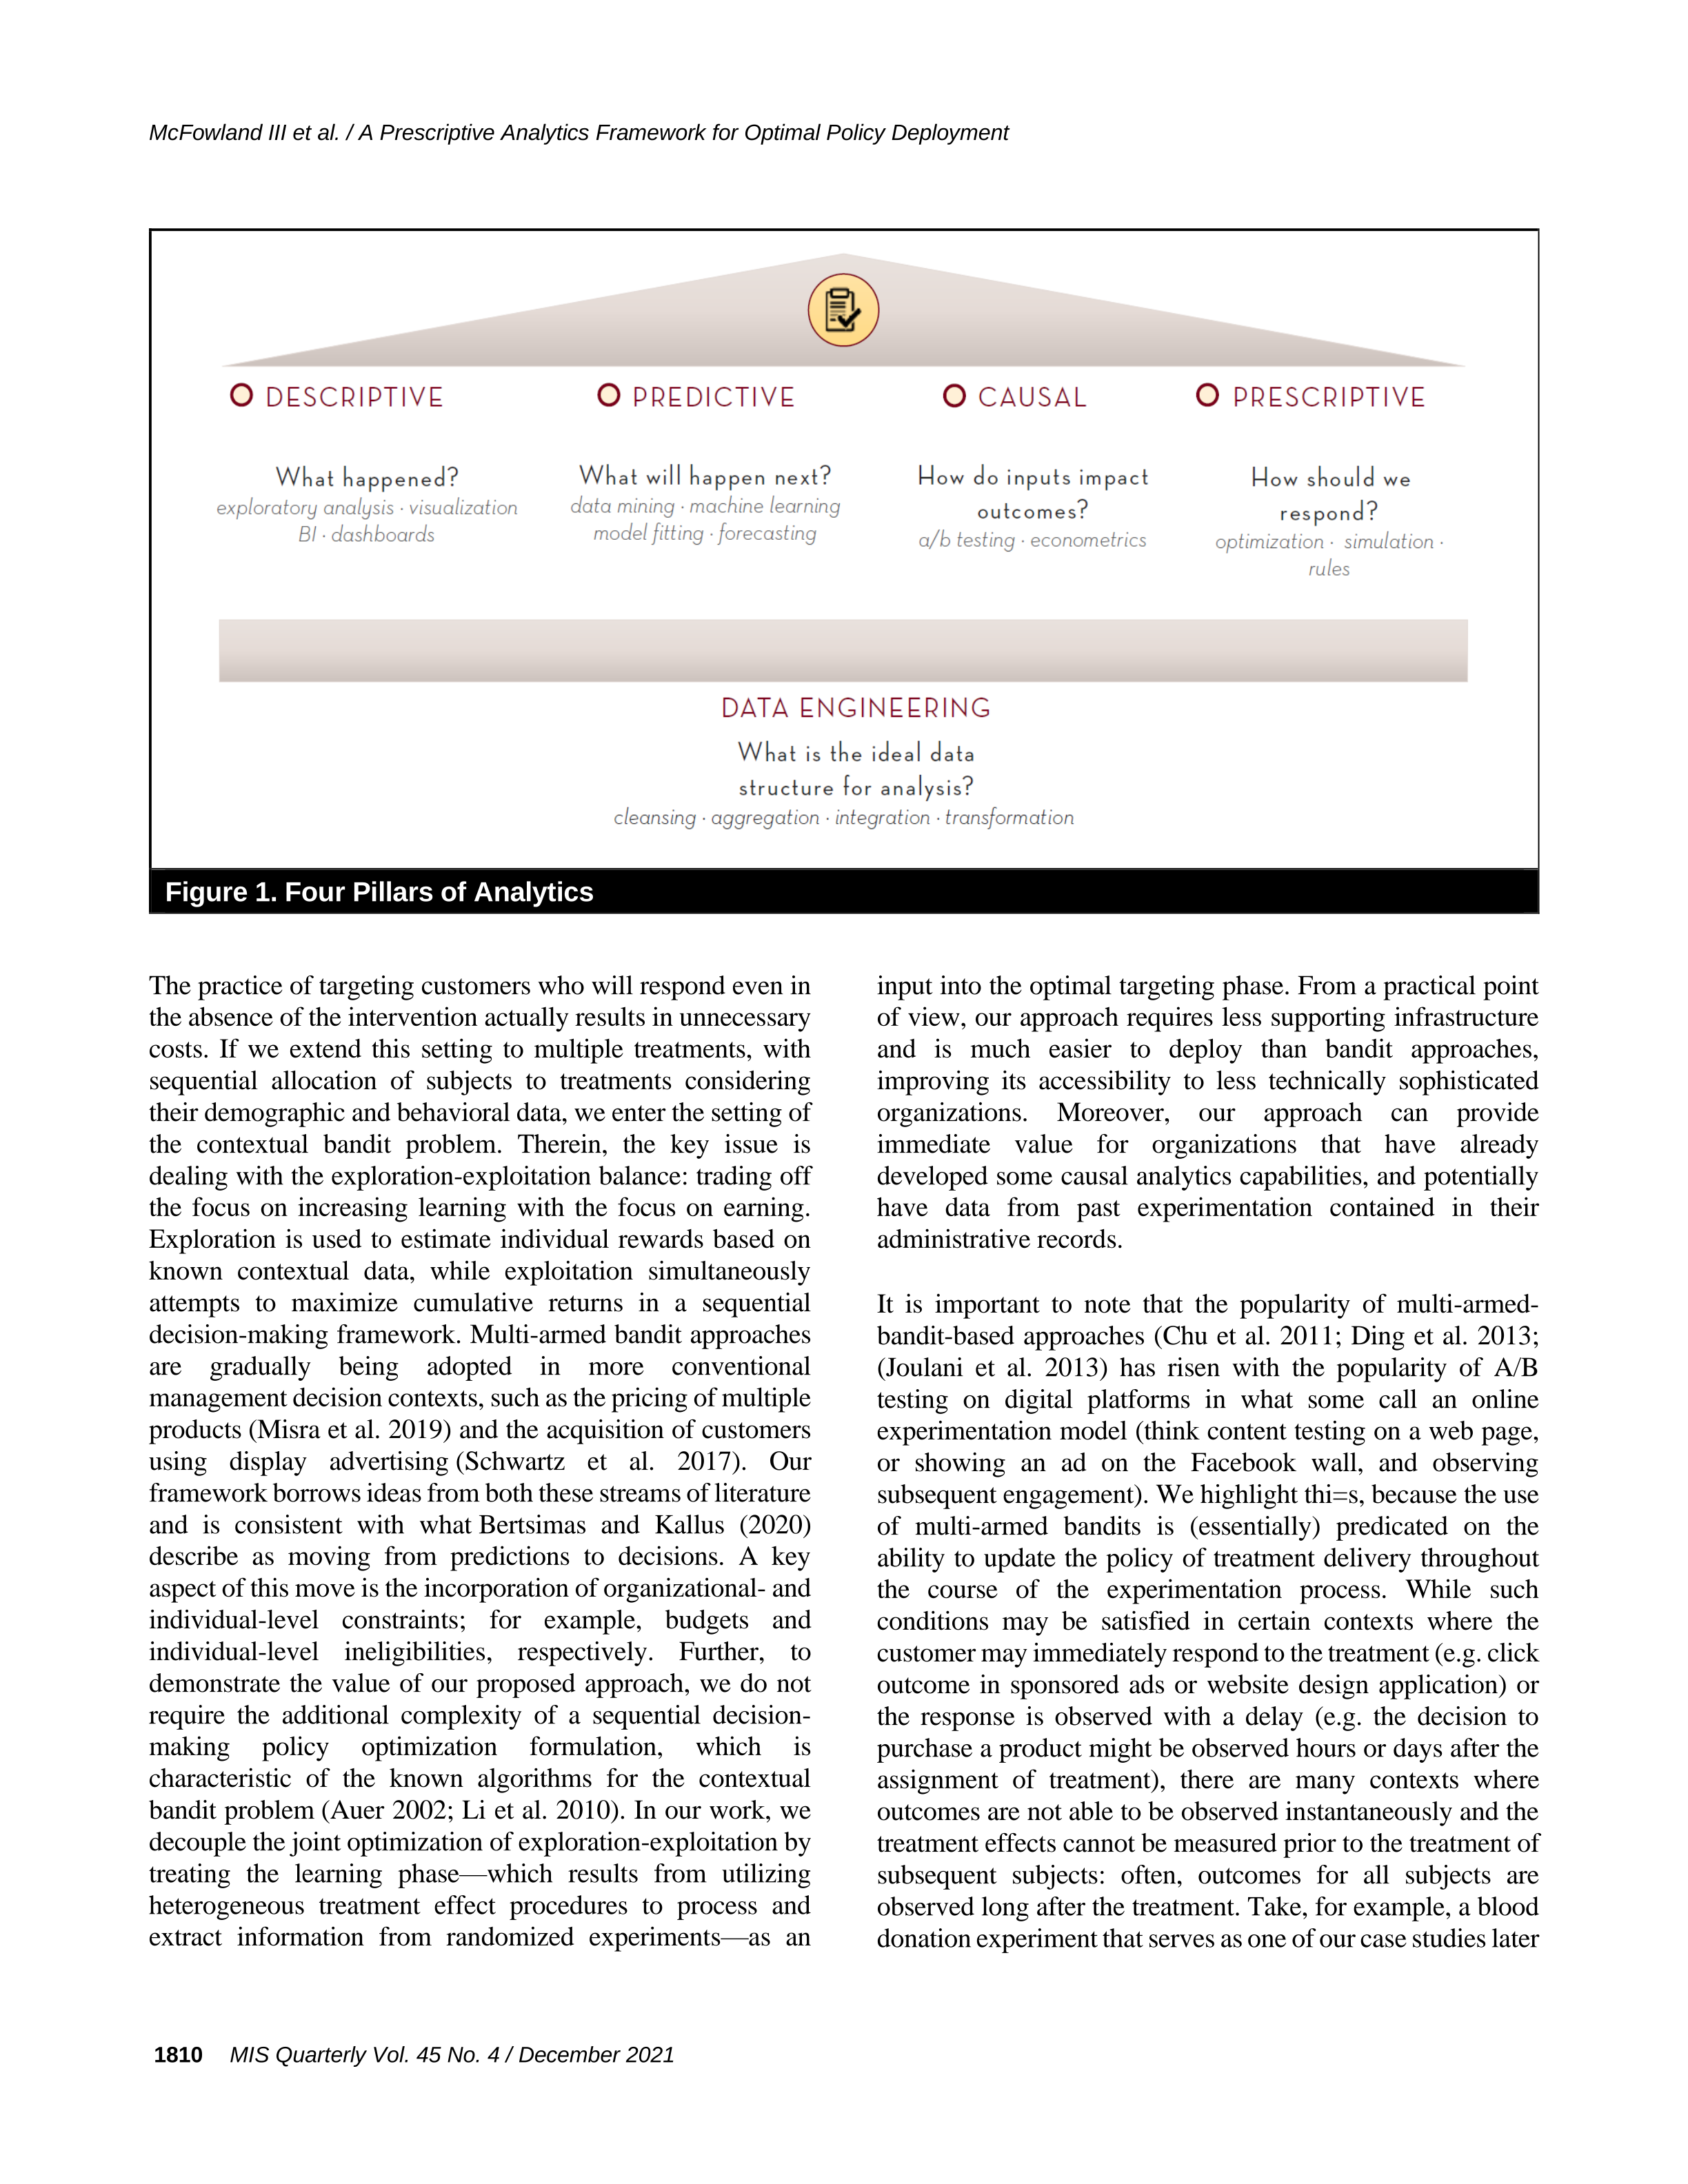 McFowland III et al. / A Prescriptive Analytics Framework for Optimal Policy Deployment
DESCRIPTIVE
What happened?
exploratory analysis · visualization
BI · dashboards
PREDICTIVE
What will happen next?
data mining · machine learning
model fitting · forecasting
CAUSAL
How do inputs impact
outcomes?
a/b testing · econometrics
PRESCRIPTIVE
How should we
respond?
optimization · simulation ·
rules
DATA ENGINEERING
What is the ideal data
structure for analysis?
cleansing · aggregation · integration · transformation
Figure 1. Four Pillars of Analytics
The practice of targeting customers who will respond even in
the absence of the intervention actually results in unnecessary
costs. If we extend this setting to multiple treatments, with
sequential allocation of subjects to treatments considering
their demographic and behavioral data, we enter the setting of
the contextual bandit problem. Therein, the key issue is
dealing with the exploration-exploitation balance: trading off
the focus on increasing learning with the focus on earning.
Exploration is used to estimate individual rewards based on
known contextual data, while exploitation simultaneously
attempts to maximize cumulative returns in a sequential
decision-making framework. Multi-armed bandit approaches
are gradually being adopted in more conventional
management decision contexts, such as the pricing of multiple
products (Misra et al. 2019) and the acquisition of customers
using display advertising (Schwartz et al. 2017). Our
framework borrows ideas from both these streams of literature
and is consistent with what Bertsimas and Kallus (2020)
describe as moving from predictions to decisions. A key
aspect of this move is the incorporation of organizational- and
individual-level constraints; for example, budgets and
individual-level ineligibilities, respectively. Further, to
demonstrate the value of our proposed approach, we do not
require the additional complexity of a sequential decision-
making policy optimization formulation, which is
characteristic of the known algorithms for the contextual
bandit problem (Auer 2002; Li et al. 2010). In our work, we
decouple the joint optimization of exploration-exploitation by
treating the learning phase—which results from utilizing
heterogeneous treatment effect procedures to process and
extract information from randomized experiments—as an
input into the optimal targeting phase. From a practical point
of view, our approach requires less supporting infrastructure
and is much easier to deploy than bandit approaches,
improving its accessibility to less technically sophisticated
organizations. Moreover, our approach can provide
immediate value for organizations that have already
developed some causal analytics capabilities, and potentially
have data from past experimentation contained in their
administrative records.
It is important to note that the popularity of multi-armed-
bandit-based approaches (Chu et al. 2011; Ding et al. 2013;
(Joulani et al. 2013) has risen with the popularity of A/B
testing on digital platforms in what some call an online
experimentation model (think content testing on a web page,
or showing an ad on the Facebook wall, and observing
subsequent engagement). We highlight thi=s, because the use
of multi-armed bandits is (essentially) predicated on the
ability to update the policy of treatment delivery throughout
the course of the experimentation process. While such
conditions may be satisfied in certain contexts where the
customer may immediately respond to the treatment (e.g. click
outcome in sponsored ads or website design application) or
the response is observed with a delay (e.g. the decision to
purchase a product might be observed hours or days after the
assignment of treatment), there are many contexts where
outcomes are not able to be observed instantaneously and the
treatment effects cannot be measured prior to the treatment of
subsequent subjects: often, outcomes for all subjects are
observed long after the treatment. Take, for example, a blood
donation experiment that serves as one of our case studies later
1810 MIS Quarterly Vol. 45 No. 4 / December 2021